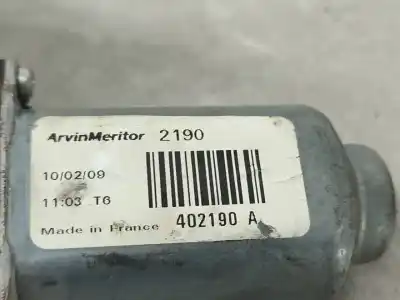 ArvinMeritor 2190
10/02/09
11:03 T6
402190 A
Made in France